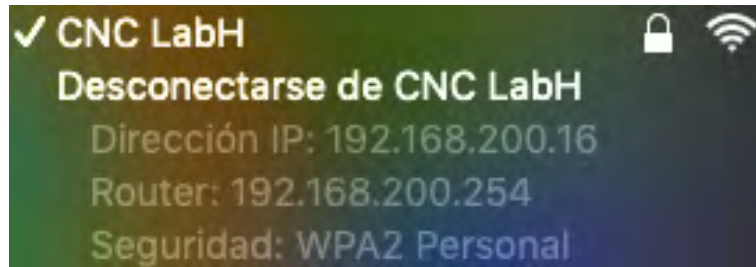 CNC LabH
Desconectarse de CNC LabH
Dirección IP: 192.168.200.16
Router: 192.168.200.254
Seguridad: WPA2 Personal